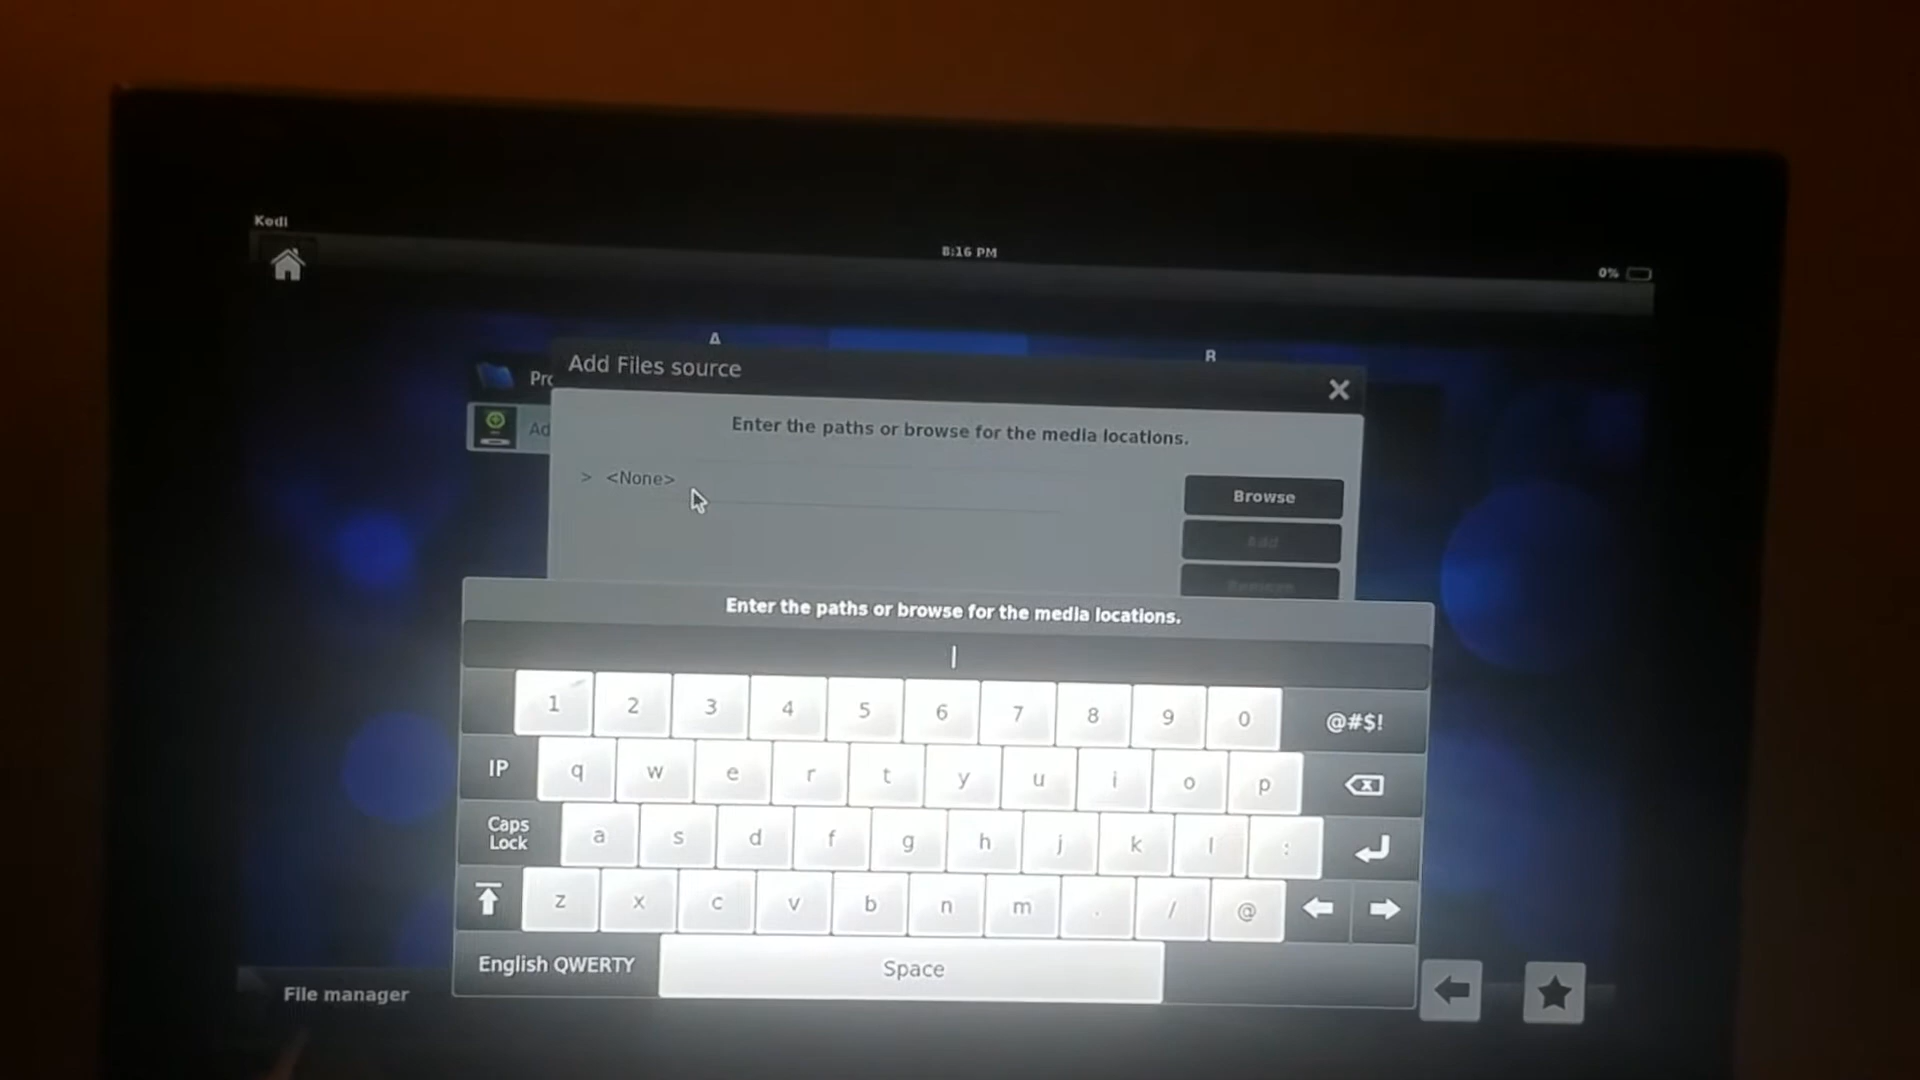 Kodi
8:16 PM
0%
Add Files source
Enter the paths or browse for the media locations.
> <None>
Browse
Add
Remove
Enter the paths or browse for the media locations.
1 2 3 4 5 6 7 8 9 0 @#$!
IP q w e r t y u i o p
Caps Lock a s d f g h j k l :
z x c v b n m . / @
English QWERTY Space
File manager